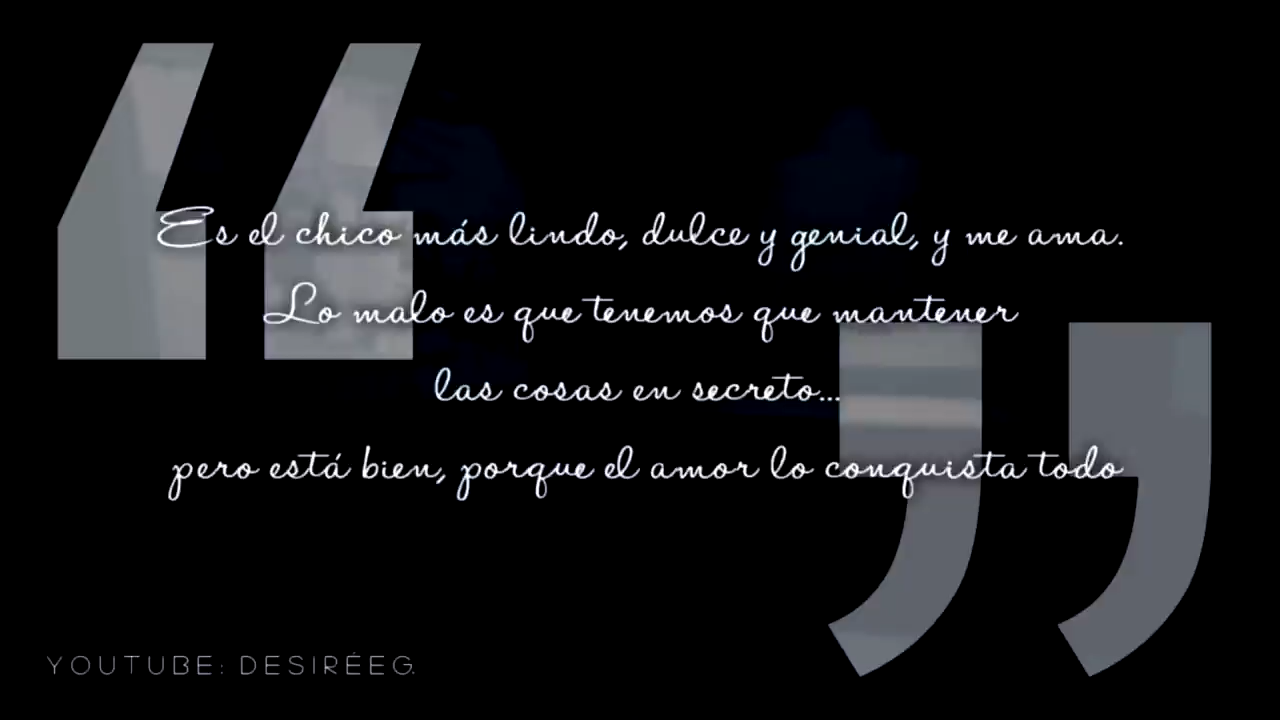 Es el chico más lindo, dulce y genial, y me ama.
Lo malo es que tenemos que mantener
las cosas en secreto...
pero está bien, porque el amor lo conquista todo
YOUTUBE: DESIRÉEG.